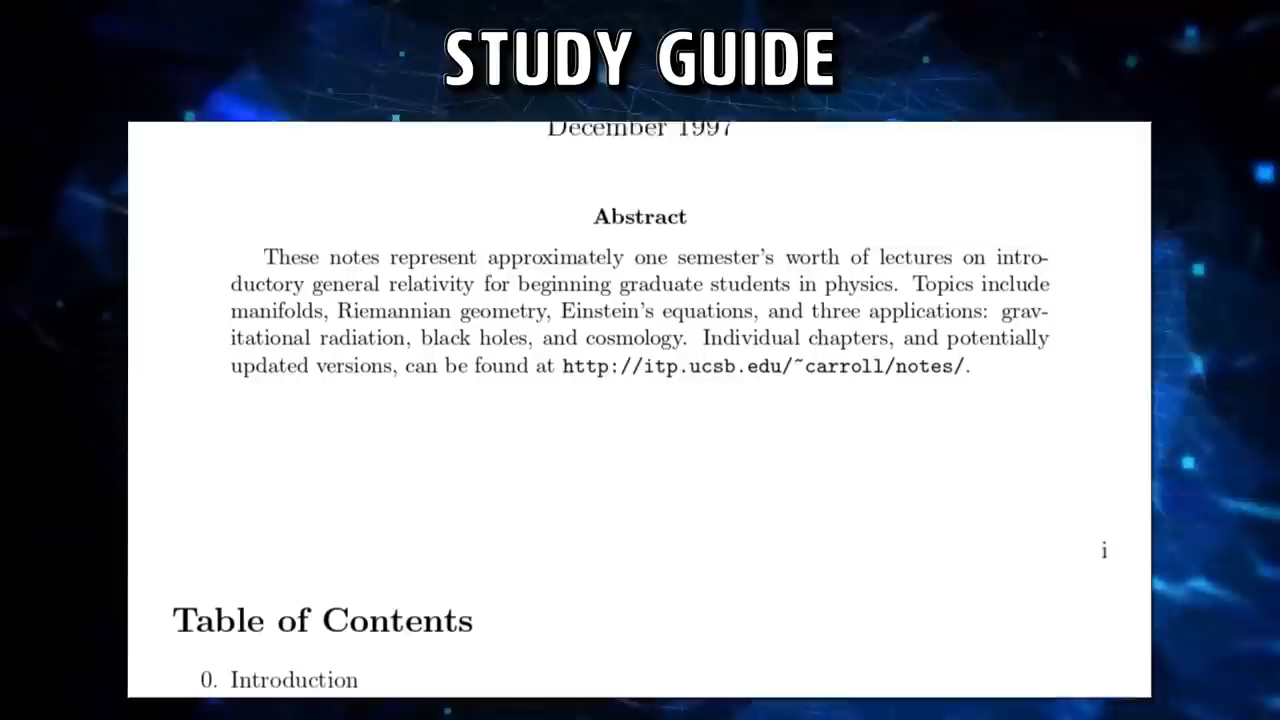 STUDY GUIDE
December 1997
Abstract
These notes represent approximately one semester's worth of lectures on intro-
ductory general relativity for beginning graduate students in physics. Topics include
manifolds, Riemannian geometry, Einstein's equations, and three applications: grav-
itational radiation, black holes, and cosmology. Individual chapters, and potentially
updated versions, can be found at http://itp.ucsb.edu/~carroll/notes/.
i
Table of Contents
0. Introduction